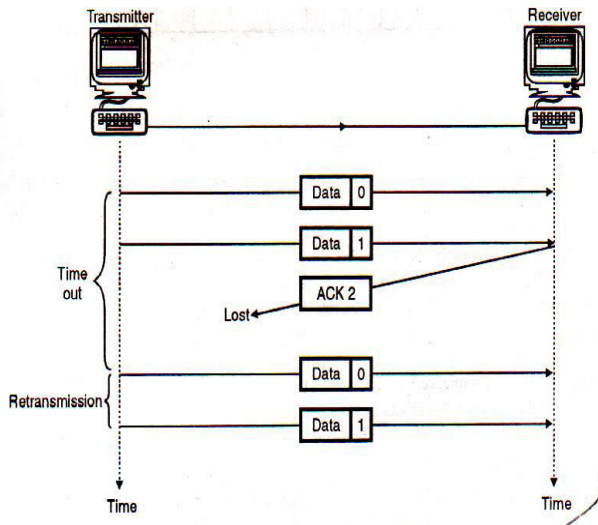 Transmitter
Receiver
Data 0
Data 1
Time
out
ACK 2
Lost
Data 0
Retransmission
Data 1
Time
Time